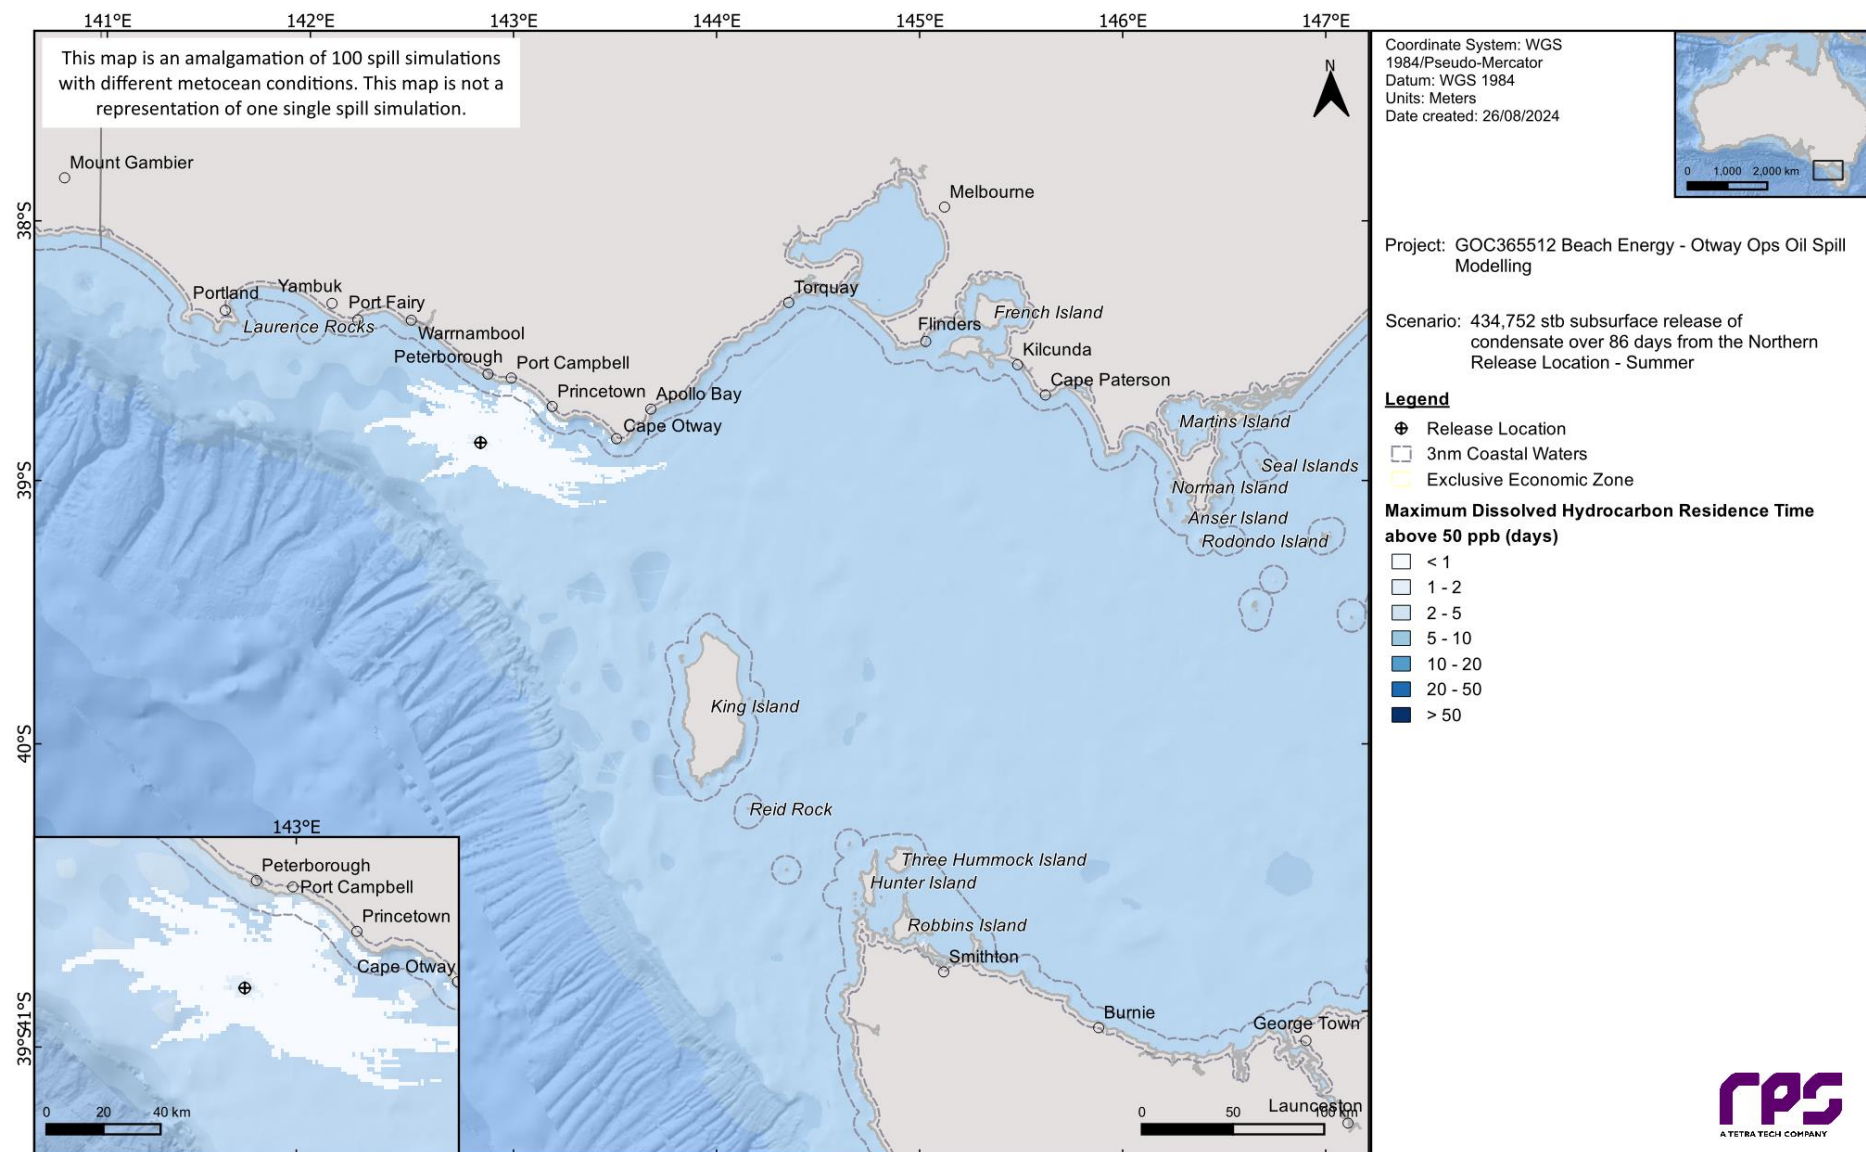 141°E 142°E 143°E 144°E 145°E 146°E 147°E
This map is an amalgamation of 100 spill simulations
with different metocean conditions. This map is not a
representation of one single spill simulation.
N
Mount Gambier
Melbourne
38°S
Portland
Yambuk
Port Fairy
Laurence Rocks
Warrnambool
Torquay
French Island
Flinders
Peterborough
Port Campbell
Kilcunda
Princetown
Apollo Bay
Cape Paterson
Cape Otway
Martins Island
39°S
Seal Islands
Norman Island
Anser Island
Rodondo Island
King Island
40°S
Reid Rock
Three Hummock Island
Hunter Island
Robbins Island
Smithton
Burnie
George Town
Launceston
41°S
0 50 100 km
143°E
Peterborough
Port Campbell
Princetown
Cape Otway
39°S
0 20 40 km
Coordinate System: WGS
1984/Pseudo-Mercator
Datum: WGS 1984
Units: Meters
Date created: 26/08/2024
0 1,000 2,000 km
Project: GOC365512 Beach Energy - Otway Ops Oil Spill
Modelling
Scenario: 434,752 stb subsurface release of
condensate over 86 days from the Northern
Release Location - Summer
Legend
Release Location
3nm Coastal Waters
Exclusive Economic Zone
Maximum Dissolved Hydrocarbon Residence Time
above 50 ppb (days)
< 1
1 - 2
2 - 5
5 - 10
10 - 20
20 - 50
> 50
rps
A TETRA TECH COMPANY